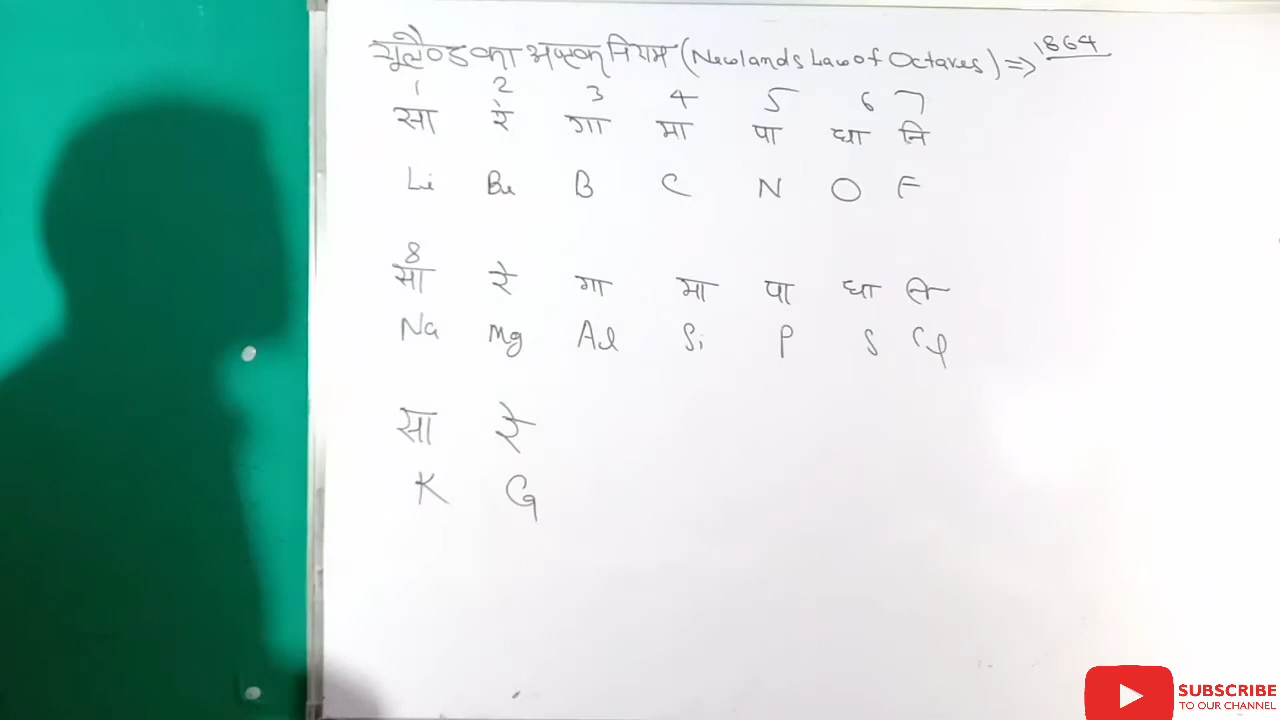 न्यूलैण्ड का अष्टक नियम (Newlands Law of Octaves) ⇒ 1864
1 2 3 4 5 6 7
सा रे गा मा पा धा नि
Li Be B C N O F
8
सा रे गा मा पा धा नि
Na Mg Al Si P S Cl
सा रे
K G
SUBSCRIBE
TO OUR CHANNEL